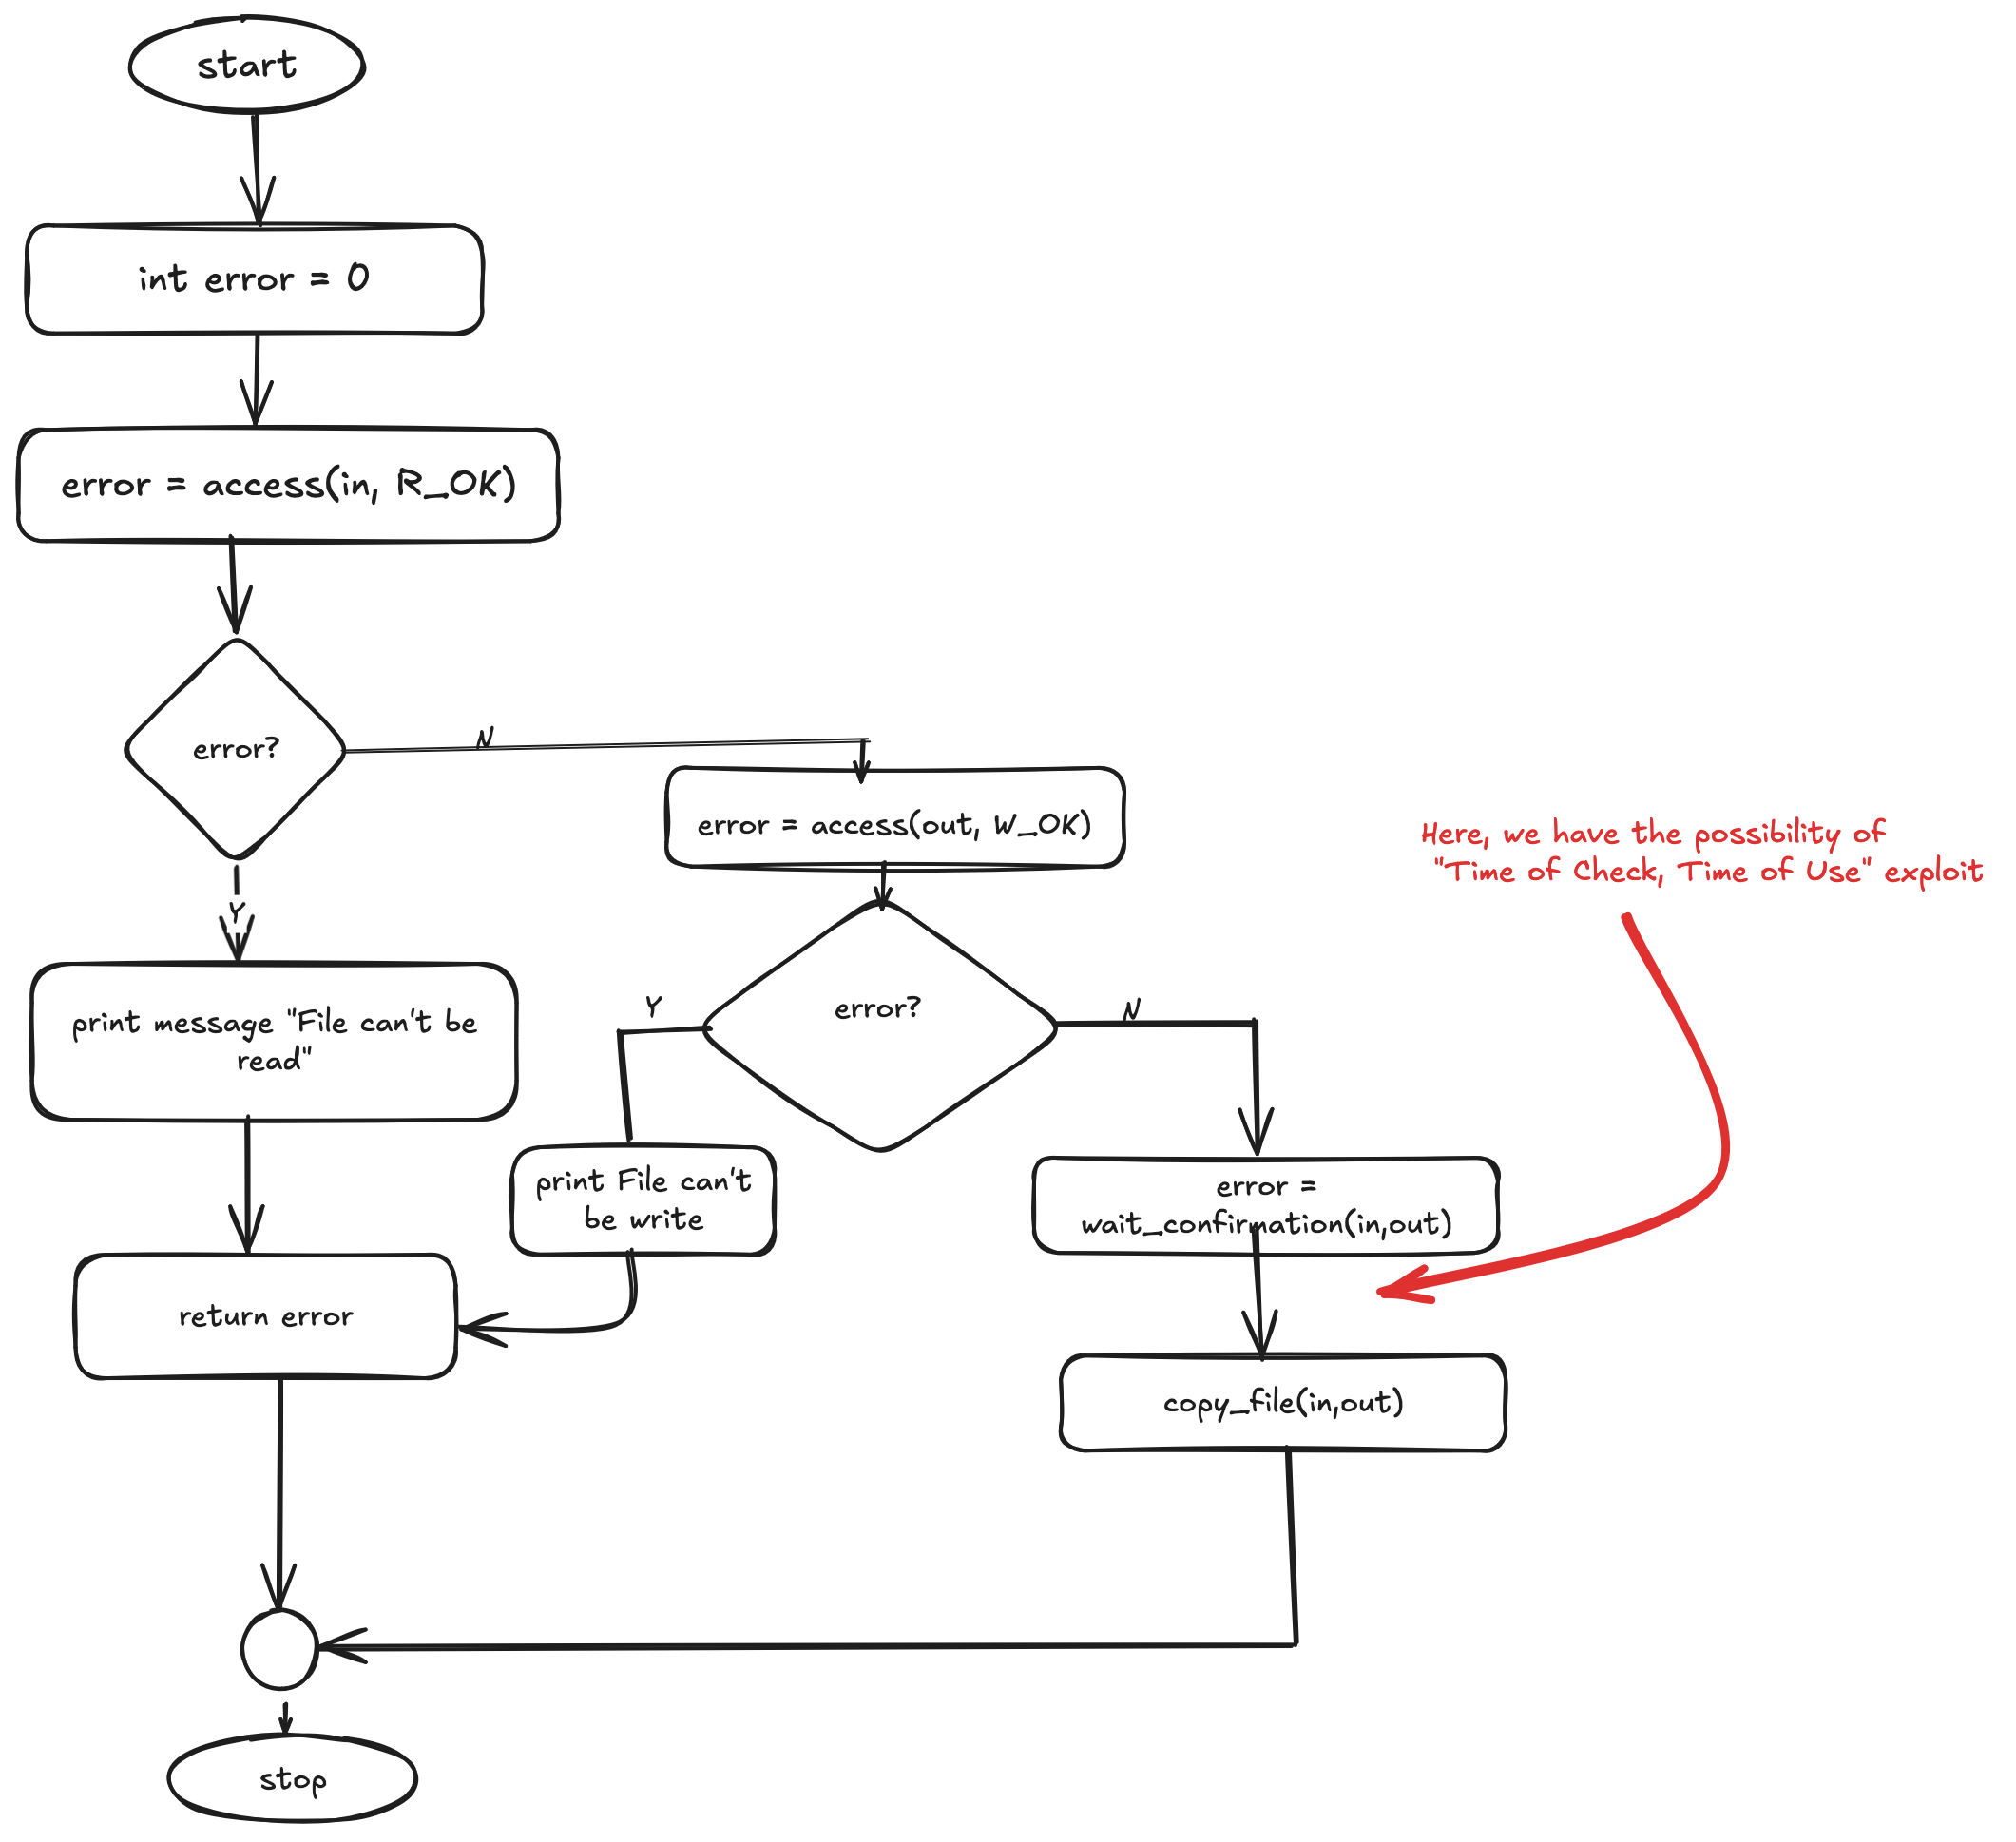 start
int error = 0
error = access(in, R_OK)
error?
N
error = access(out, W_OK)
Here, we have the possibility of
"Time of Check, Time of Use" exploit
Y
print message "File can't be
read"
error?
Y
N
print File can't
be write
error =
wait_confirmation(in,out)
return error
copy_file(in,out)
stop